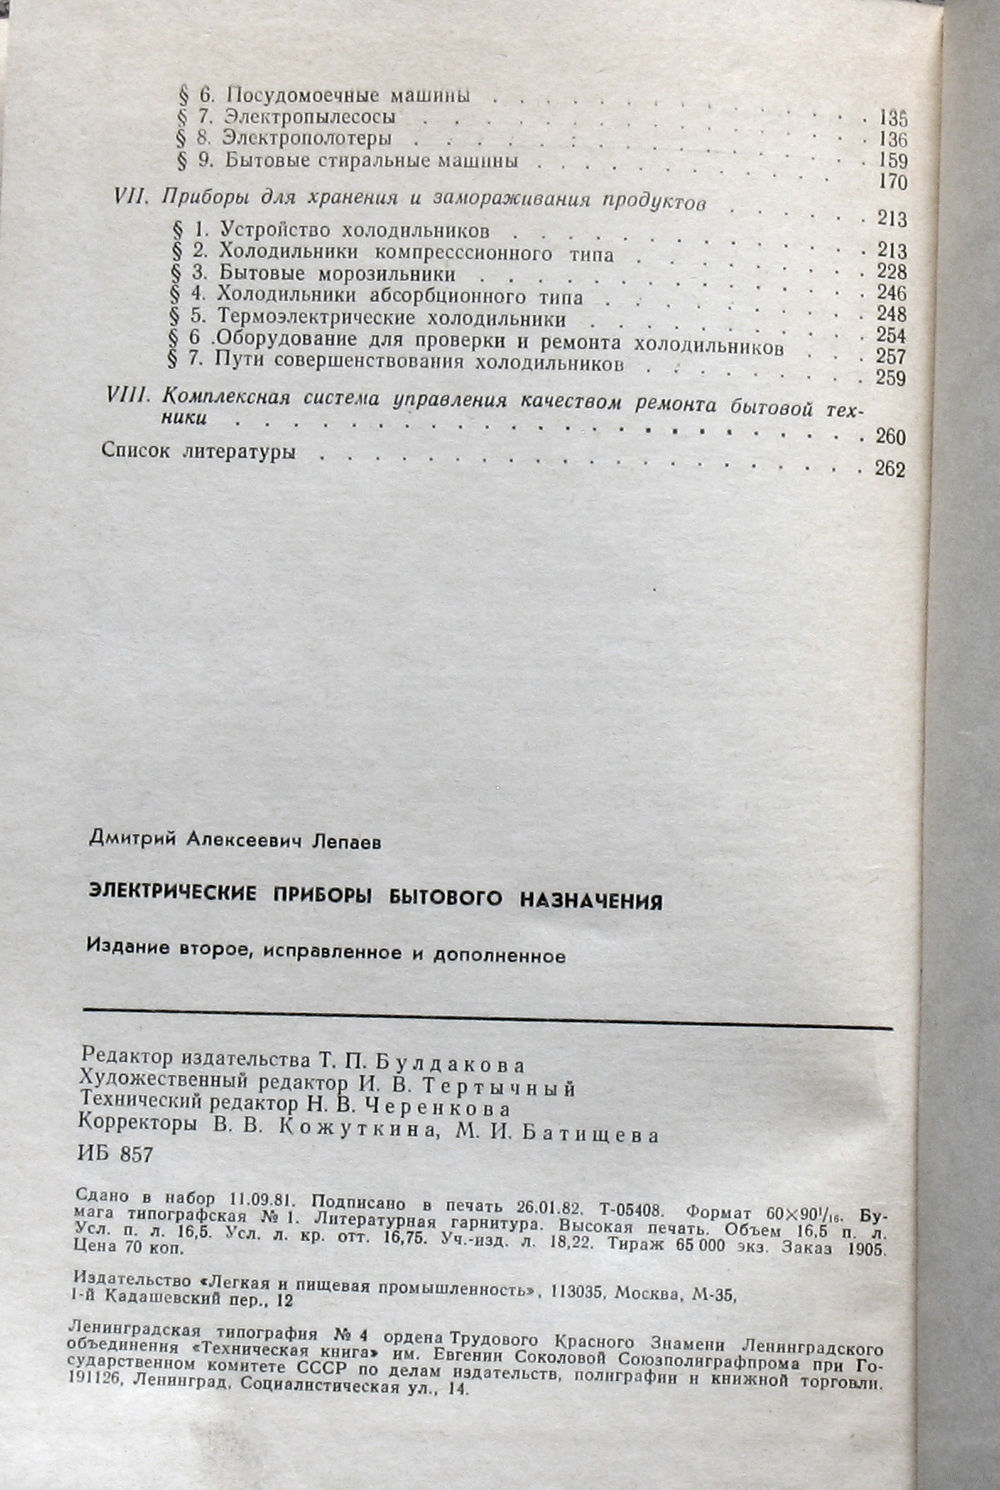 § 6. Посудомоечные машины . . . . . . . . . . . . . . . 135
§ 7. Электропылесосы . . . . . . . . . . . . . . . 136
§ 8. Электрополотеры . . . . . . . . . . . . . . . 159
§ 9. Бытовые стиральные машины . . . . . . . . . . . . 170
VII. Приборы для хранения и замораживания продуктов . . . . . . 213
§ 1. Устройство холодильников . . . . . . . . . . . . 213
§ 2. Холодильники компресссионного типа . . . . . . . . 228
§ 3. Бытовые морозильники . . . . . . . . . . . . . 246
§ 4. Холодильники абсорбционного типа . . . . . . . . . 248
§ 5. Термоэлектрические холодильники . . . . . . . . . 254
§ 6 .Оборудование для проверки и ремонта холодильников . . . 257
§ 7. Пути совершенствования холодильников . . . . . . . 259
VIII. Комплексная система управления качеством ремонта бытовой тех-
ники . . . . . . . . . . . . . . . . . . . . . . . 260
Список литературы . . . . . . . . . . . . . . . . . . . . 262
Дмитрий Алексеевич Лепаев
ЭЛЕКТРИЧЕСКИЕ ПРИБОРЫ БЫТОВОГО НАЗНАЧЕНИЯ
Издание второе, исправленное и дополненное
Редактор издательства Т. П. Булдакова
Художественный редактор И. В. Тертычный
Технический редактор Н. В. Черенкова
Корректоры В. В. Кожуткина, М. И. Батищева
ИБ 857
Сдано в набор 11.09.81. Подписано в печать 26.01.82. Т-05408. Формат 60×90¹/₁₆. Бу-
мага типографская № 1. Литературная гарнитура. Высокая печать. Объем 16,5 п. л.
Усл. п. л. 16,5. Усл. л. кр. отт. 16,75. Уч.-изд. л. 18,22. Тираж 65 000 экз. Заказ 1905.
Цена 70 коп.
Издательство «Легкая и пищевая промышленность», 113035, Москва, М-35,
1-й Кадашевский пер., 12
Ленинградская типография № 4 ордена Трудового Красного Знамени Ленинградского
объединения «Техническая книга» им. Евгении Соколовой Союзполиграфпрома при Го-
сударственном комитете СССР по делам издательств, полиграфии и книжной торговли.
191126, Ленинград, Социалистическая ул., 14.